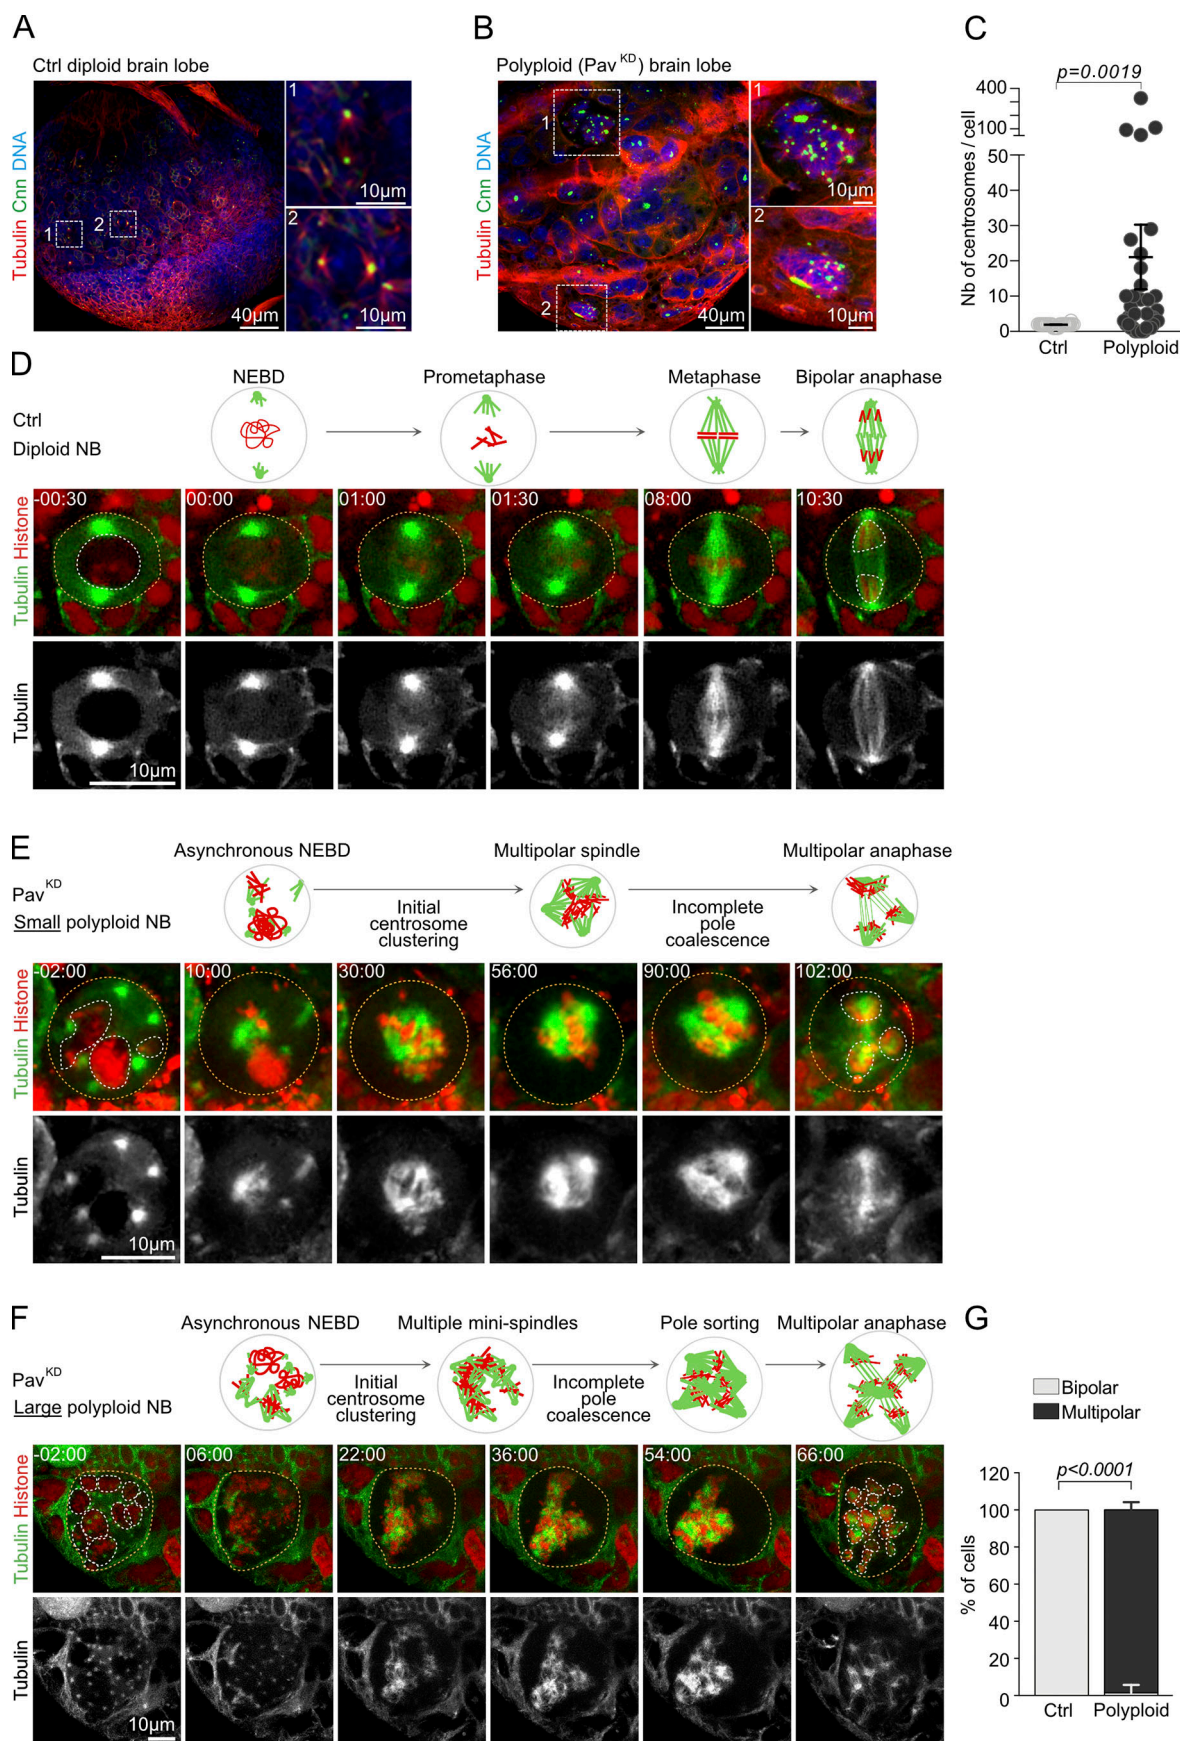 A
Ctrl diploid brain lobe
Tubulin Cnn DNA
1
2
40µm
1
10µm
2
10µm
B
Polyploid (Pav KD) brain lobe
Tubulin Cnn DNA
1
2
40µm
1
10µm
2
10µm
C
p=0.0019
Nb of centrosomes / cell
400
100
50
40
30
20
10
0
Ctrl
Polyploid
D
Ctrl
Diploid NB
NEBD
Prometaphase
Metaphase
Bipolar anaphase
Tubulin Histone
-00:30
00:00
01:00
01:30
08:00
10:30
Tubulin
10µm
E
Pav KD
Small polyploid NB
Asynchronous NEBD
Initial
centrosome
clustering
Multipolar spindle
Incomplete
pole
coalescence
Multipolar anaphase
Tubulin Histone
-02:00
10:00
30:00
56:00
90:00
102:00
Tubulin
10µm
F
Pav KD
Large polyploid NB
Asynchronous NEBD
Initial
centrosome
clustering
Multiple mini-spindles
Incomplete
pole
coalescence
Pole sorting
Multipolar anaphase
Tubulin Histone
-02:00
06:00
22:00
36:00
54:00
66:00
Tubulin
10µm
G
Bipolar
Multipolar
p<0.0001
% of cells
120
100
80
60
40
20
0
Ctrl
Polyploid